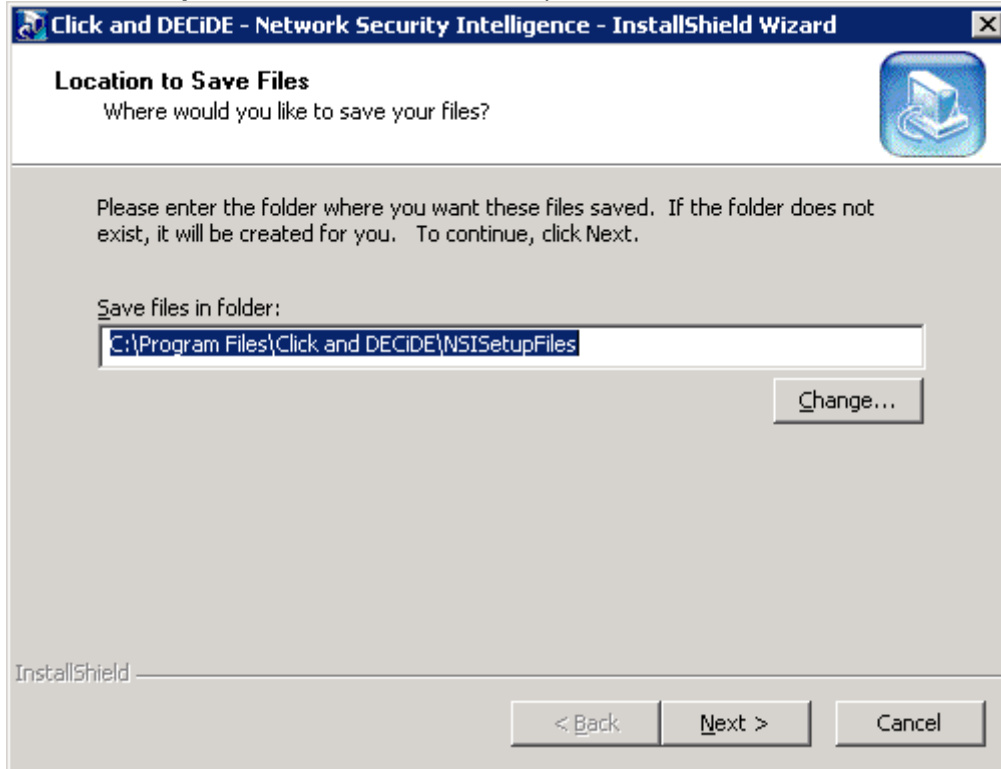 Click and DECiDE - Network Security Intelligence - InstallShield Wizard
Location to Save Files
Where would you like to save your files?
Please enter the folder where you want these files saved. If the folder does not
exist, it will be created for you. To continue, click Next.
Save files in folder:
C:\Program Files\Click and DECiDE\NSISetupFiles
Change...
InstallShield
< Back
Next >
Cancel